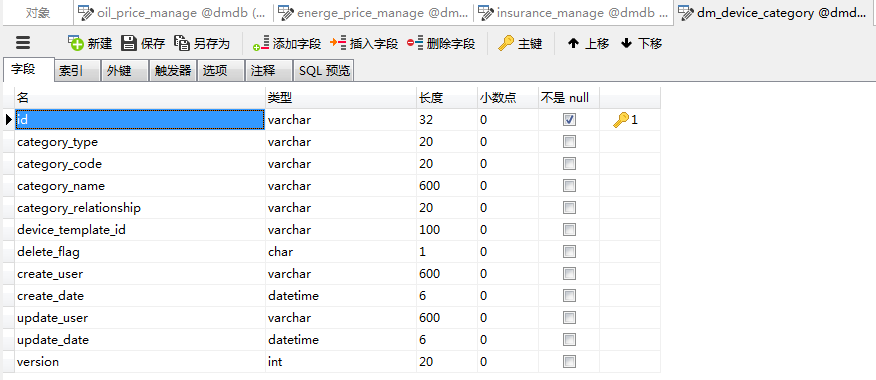 对象 oil_price_manage @dmdb (... energe_price_manage @dm... insurance_manage @dmdb ... dm_device_category @dmd...
新建 保存 另存为 添加字段 插入字段 删除字段 主键 上移 下移
字段 索引 外键 触发器 选项 注释 SQL 预览
名 类型 长度 小数点 不是 null
id varchar 32 0 1
category_type varchar 20 0
category_code varchar 20 0
category_name varchar 600 0
category_relationship varchar 20 0
device_template_id varchar 100 0
delete_flag char 1 0
create_user varchar 600 0
create_date datetime 6 0
update_user varchar 600 0
update_date datetime 6 0
version int 20 0